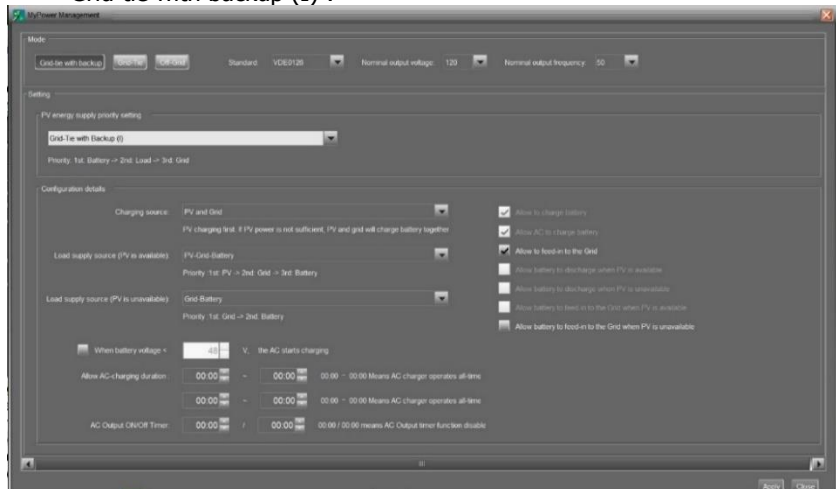 Grid-tie with backup (I) :
MyPower Management
Mode
Grid-tie with backup Grid-Tie Off-Grid Standard: VDE0126 Nominal output voltage: 120 Nominal output frequency: 50
Setting
PV energy supply priority setting
Grid-Tie with Backup (I)
Priority: 1st: Battery -> 2nd: Load -> 3rd: Grid
Configuration details
Charging source: PV and Grid
PV charging first. If PV power is not sufficient, PV and grid will charge battery together
Load supply source (PV is available) PV-Grid-Battery
Priority :1st: PV -> 2nd: Grid -> 3rd: Battery
Load supply source (PV is unavailable) Grid-Battery
Priority :1st: Grid -> 2nd: Battery
Allow to charge battery
Allow AC to charge battery
Allow to feed-in to the Grid
Allow battery to discharge when PV is available
Allow battery to discharge when PV is unavailable
Allow battery to feed-in to the Grid when PV is available
Allow battery to feed-in to the Grid when PV is unavailable
When battery voltage < 48 V, the AC starts charging
Allow AC-charging duration: 00:00 ~ 00:00 00:00 ~ 00:00 Means AC charger operates all-time
00:00 ~ 00:00 00:00 ~ 00:00 Means AC charger operates all-time
AC Output ON/Off Timer: 00:00 / 00:00 00:00 / 00:00 means AC Output timer function disable
Apply Close